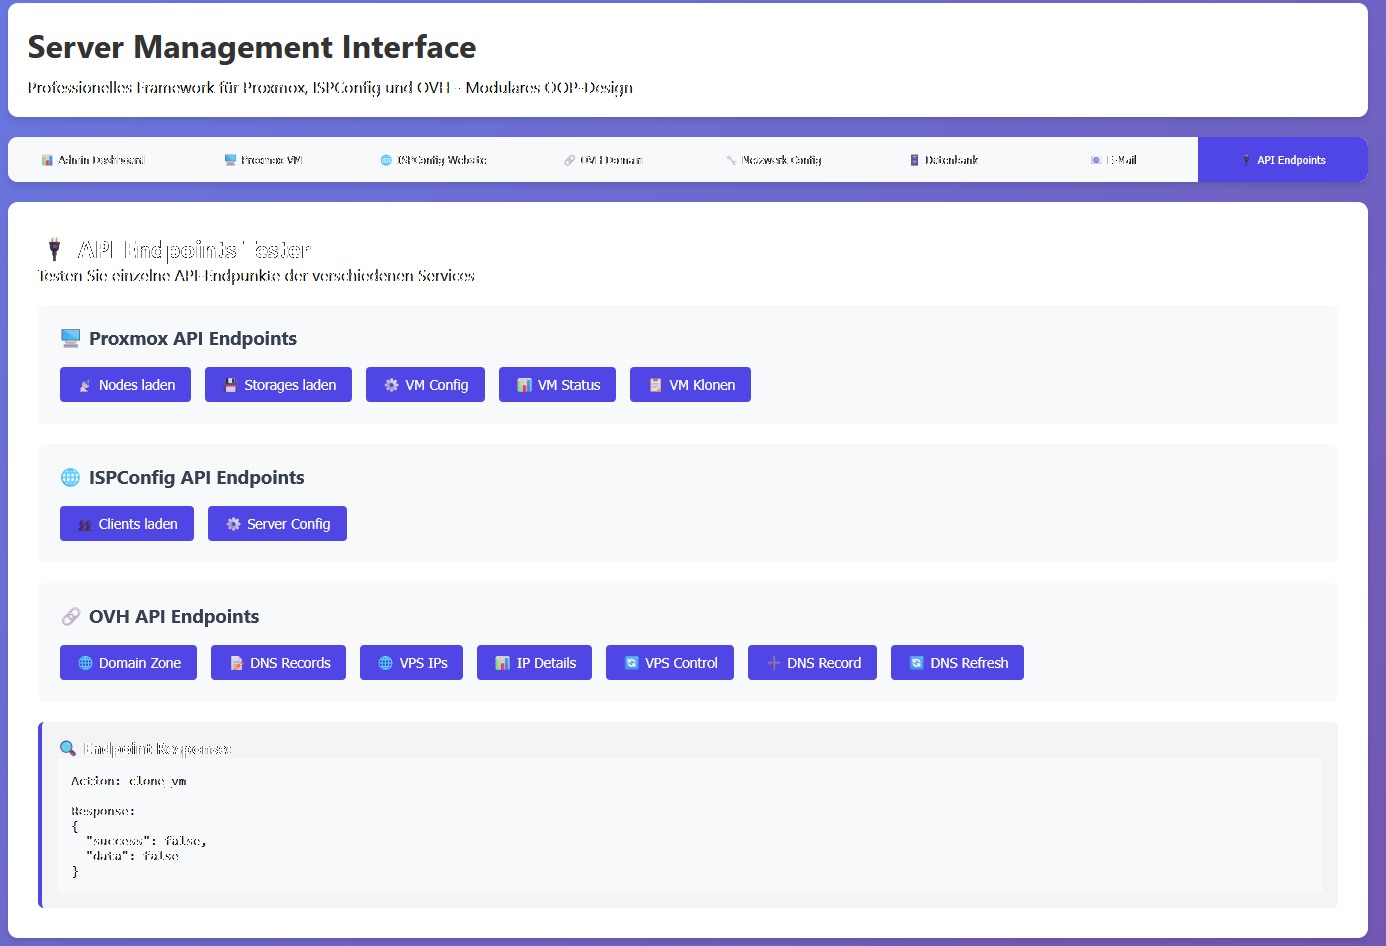 Server Management Interface
Professionelles Framework für Proxmox, ISPConfig und OVH - Modulares OOP-Design
Admin Dashboard
Proxmox VM
ISPConfig Website
OVH Domain
Netzwerk Config
Datenbank
E-Mail
API Endpoints
API Endpoints Tester
Testen Sie einzelne API-Endpunkte der verschiedenen Services
Proxmox API Endpoints
Nodes laden
Storages laden
VM Config
VM Status
VM Klonen
ISPConfig API Endpoints
Clients laden
Server Config
OVH API Endpoints
Domain Zone
DNS Records
VPS IPs
IP Details
VPS Control
DNS Record
DNS Refresh
Endpoint Response:
Action: clone_vm
Response:
{
"success": false,
"data": false
}